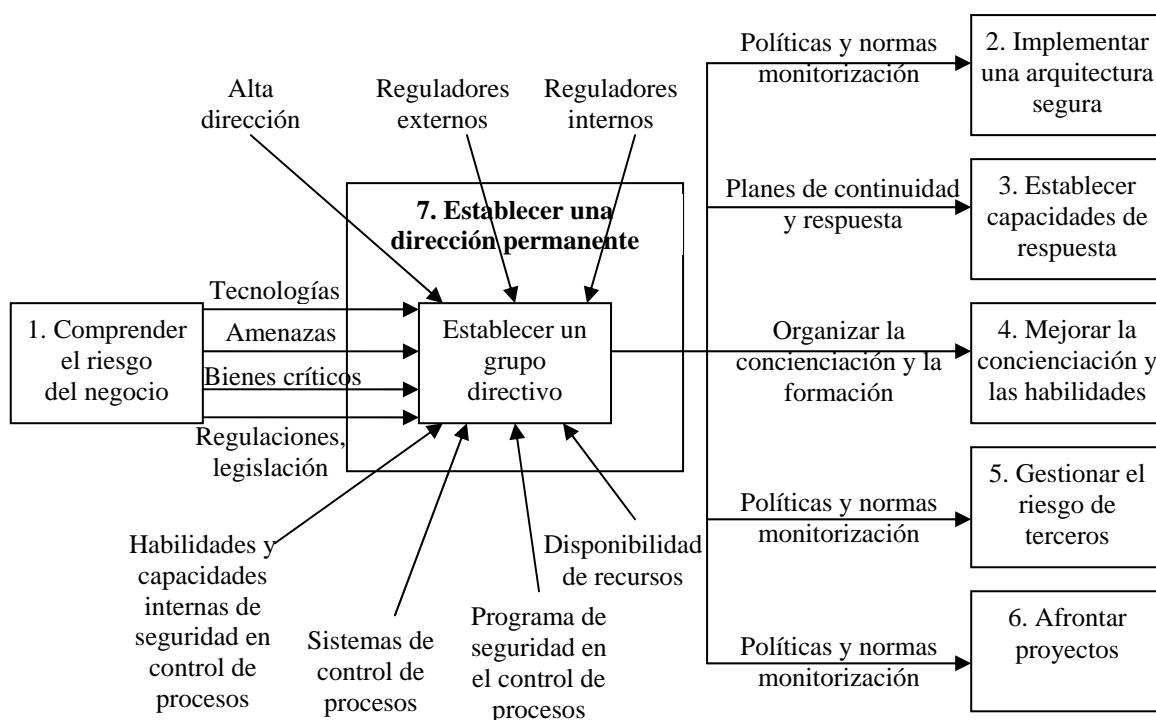 Alta
dirección
Reguladores
externos
Reguladores
internos
7. Establecer una
dirección permanente
1. Comprender
el riesgo
del negocio
Tecnologías
Amenazas
Bienes críticos
Regulaciones,
legislación
Establecer un
grupo
directivo
Habilidades y
capacidades
internas de
seguridad en
control de
procesos
Sistemas de
control de
procesos
Programa de
seguridad en
el control de
procesos
Disponibilidad
de recursos
Políticas y normas
monitorización
2. Implementar
una arquitectura
segura
Planes de continuidad
y respuesta
3. Establecer
capacidades de
respuesta
Organizar la
concienciación y la
formación
4. Mejorar la
concienciación y
las habilidades
Políticas y normas
monitorización
5. Gestionar el
riesgo de
terceros
Políticas y normas
monitorización
6. Afrontar
proyectos